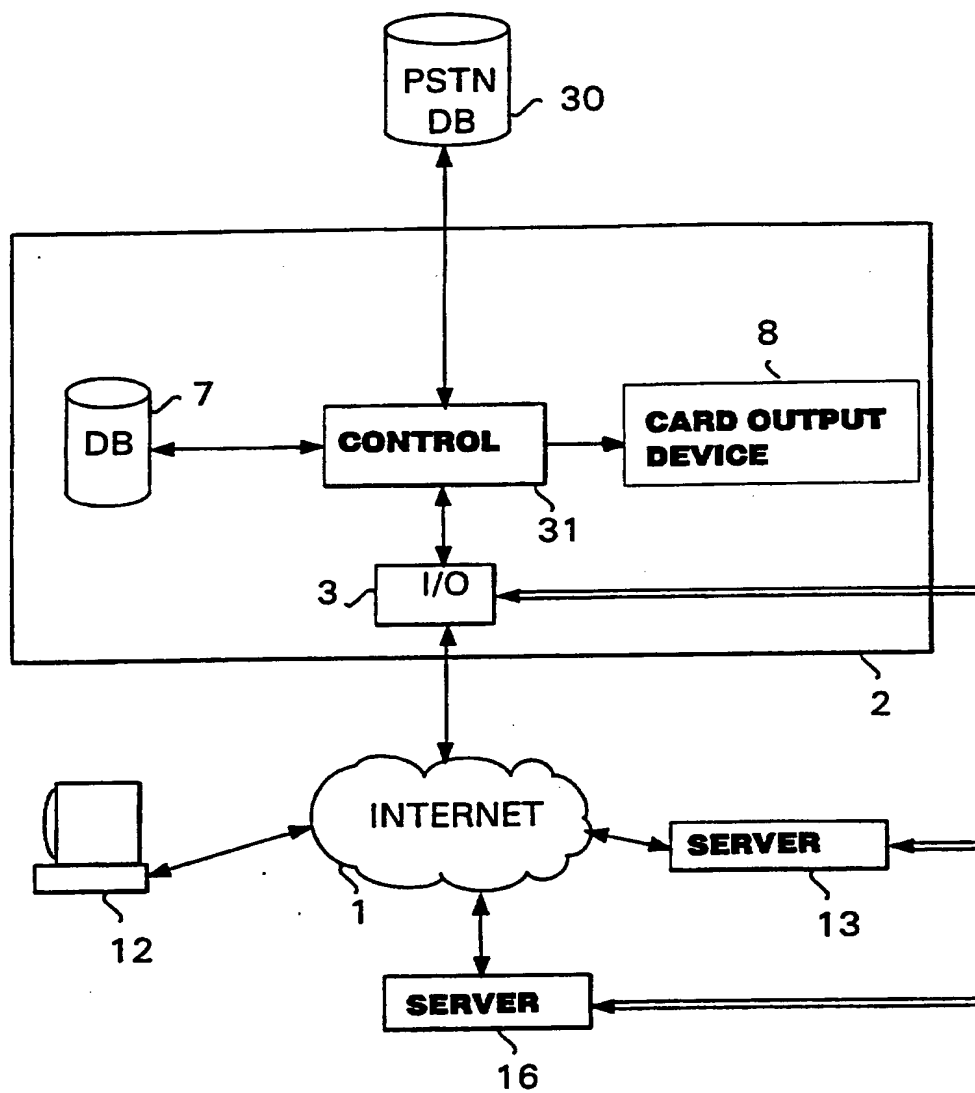 PSTN
DB
30
8
7
DB
CONTROL
CARD OUTPUT
DEVICE
31
3
I/O
2
INTERNET
SERVER
1
12
13
SERVER
16